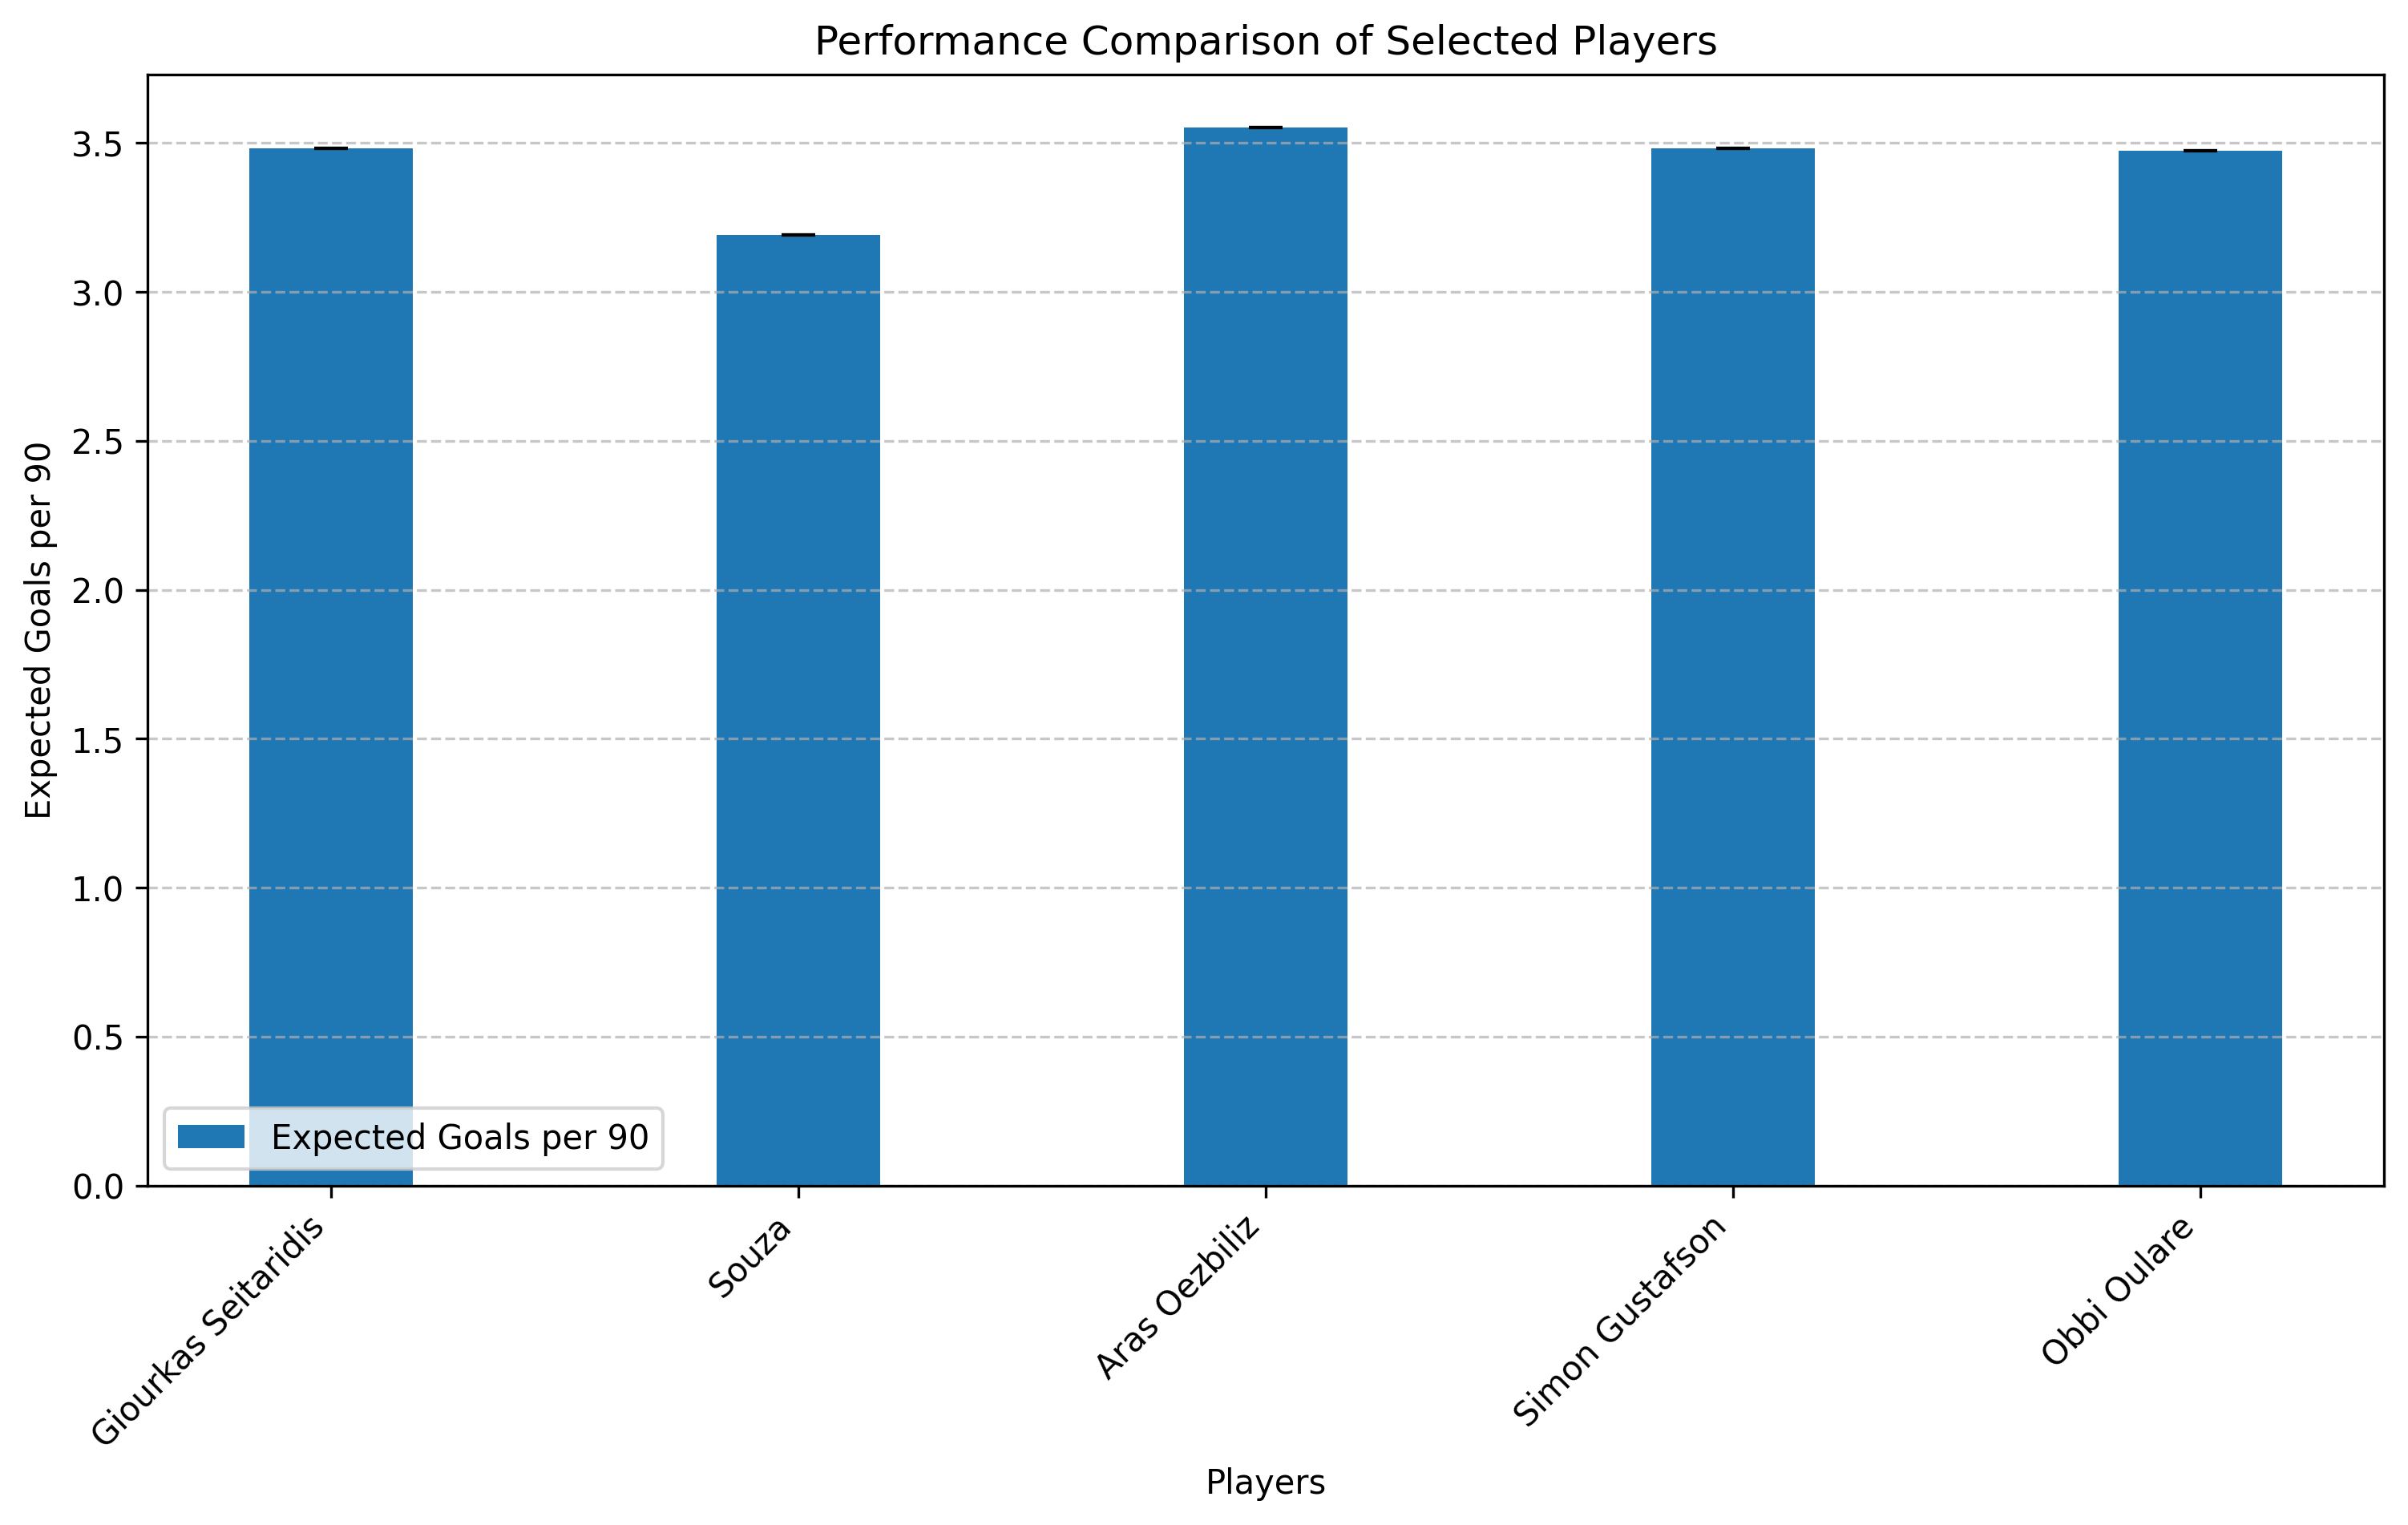 Performance Comparison of Selected Players
Expected Goals per 90
3.5
3.0
2.5
2.0
1.5
1.0
0.5
0.0
Expected Goals per 90
Giourkas Seitaridis
Souza
Aras Oezbiliz
Simon Gustafson
Obbi Oulare
Players